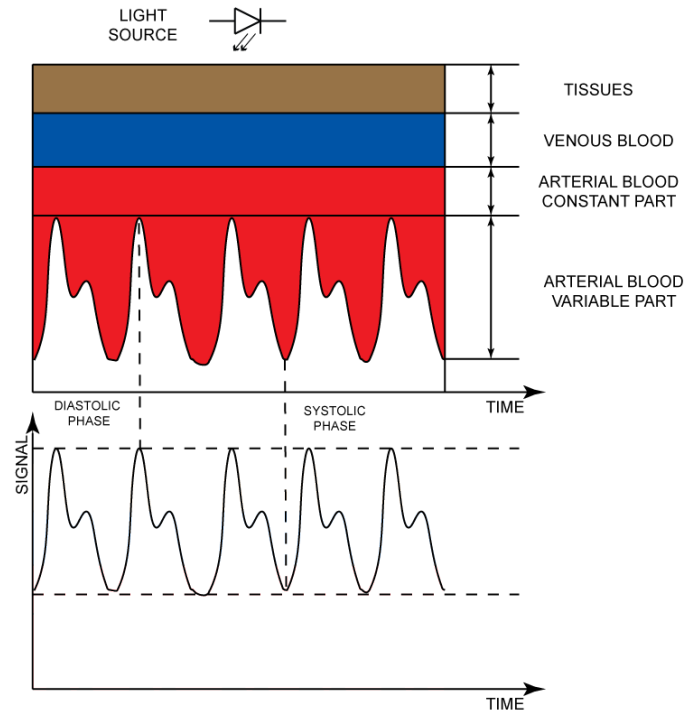 LIGHT
SOURCE
TISSUES
VENOUS BLOOD
ARTERIAL BLOOD
CONSTANT PART
ARTERIAL BLOOD
VARIABLE PART
TIME
DIASTOLIC
PHASE
SYSTOLIC
PHASE
SIGNAL
TIME